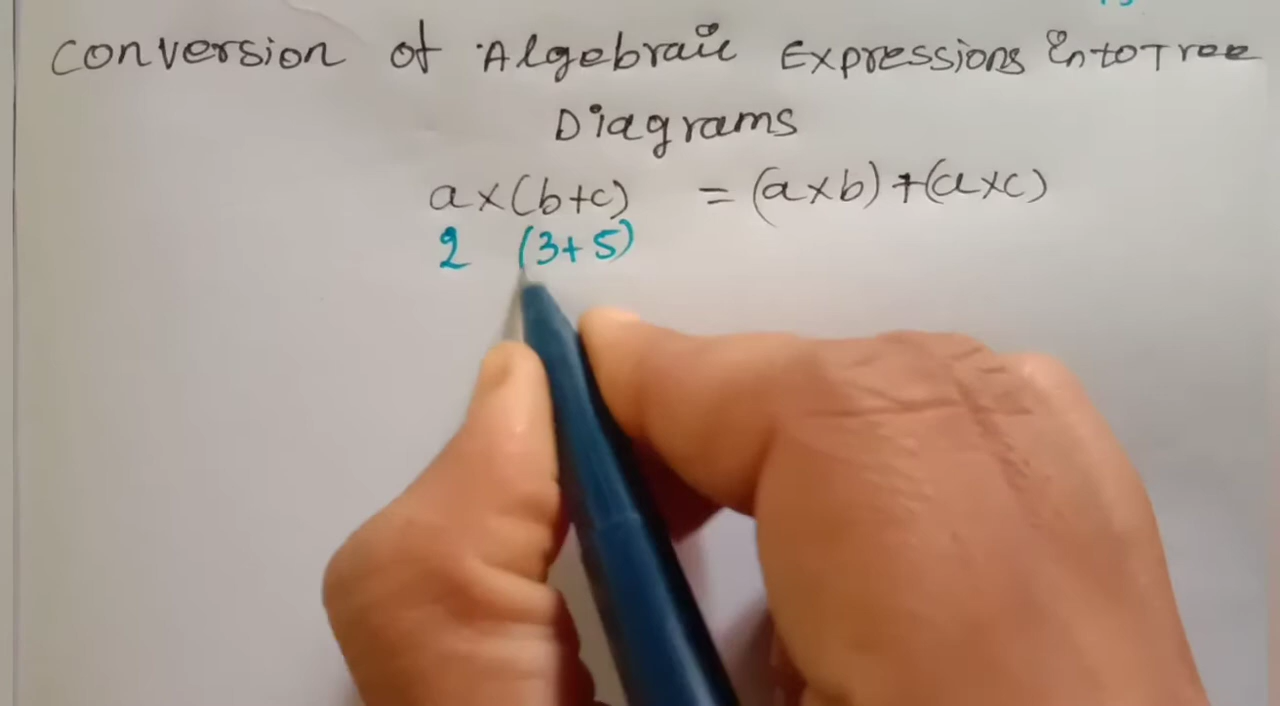 Conversion of Algebraic Expressions Into Tree
Diagrams
a×(b+c) = (a×b)+(a×c)
2 (3+5)